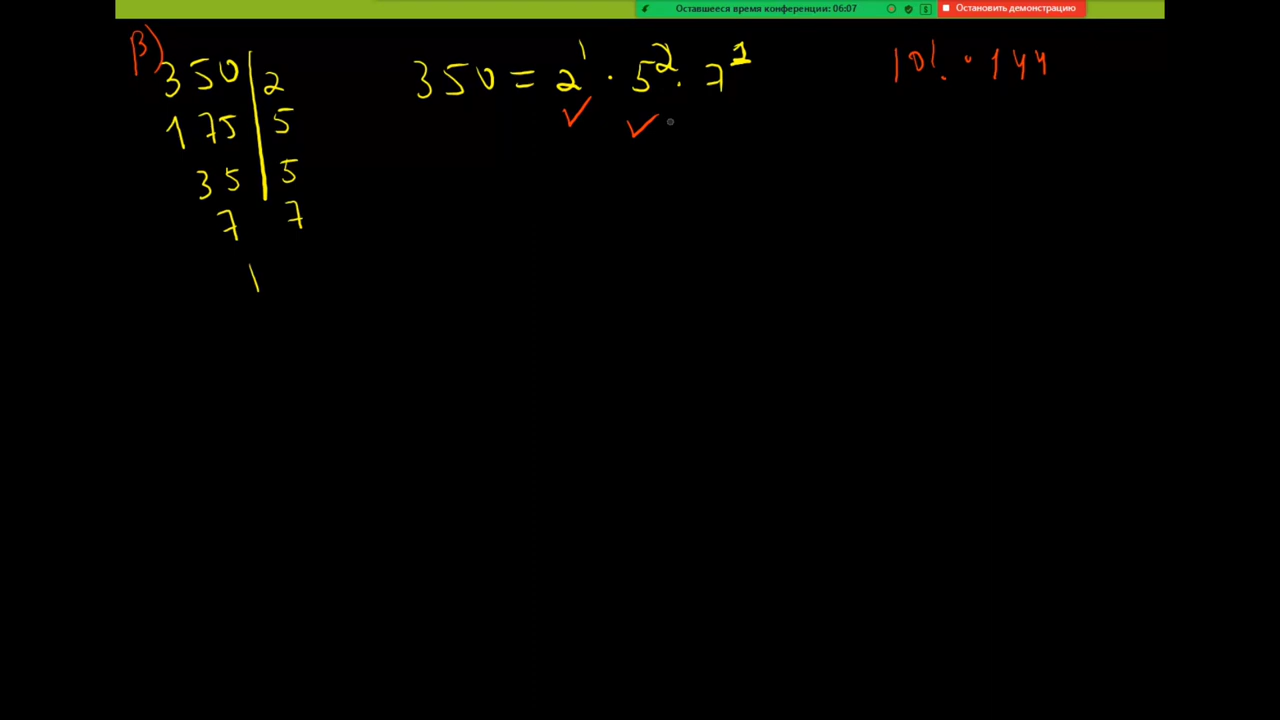 Оставшееся время конференции: 06:07
Остановить демонстрацию
β)
350 | 2
175 | 5
35 | 5
7 7
1
350 = 2¹ · 5² · 7¹
10! · 144